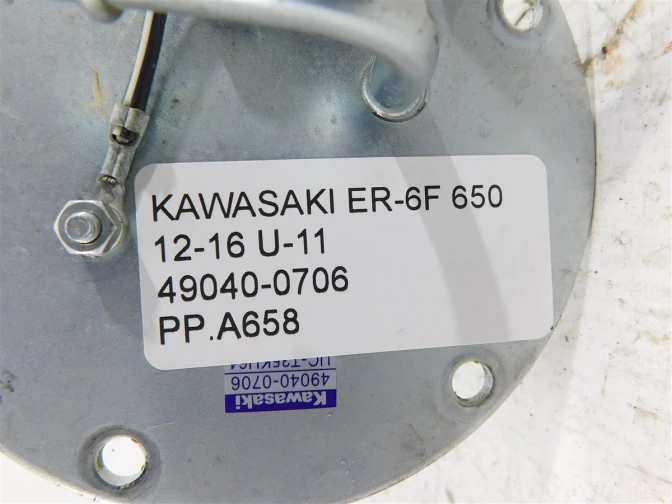 KAWASAKI ER-6F 650
12-16 U-11
49040-0706
PP.A658
Kawasaki
49040-0706